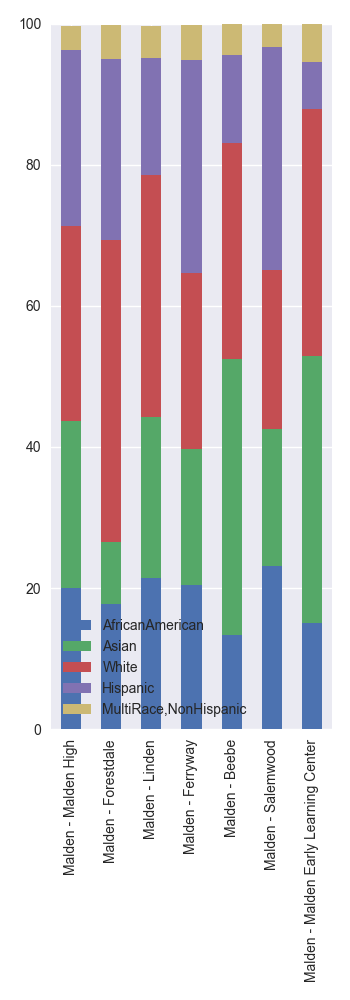 100
80
60
40
20
0
AfricanAmerican
Asian
White
Hispanic
MultiRace,NonHispanic
Malden - Malden High
Malden - Forestdale
Malden - Linden
Malden - Ferryway
Malden - Beebe
Malden - Salemwood
Malden - Malden Early Learning Center